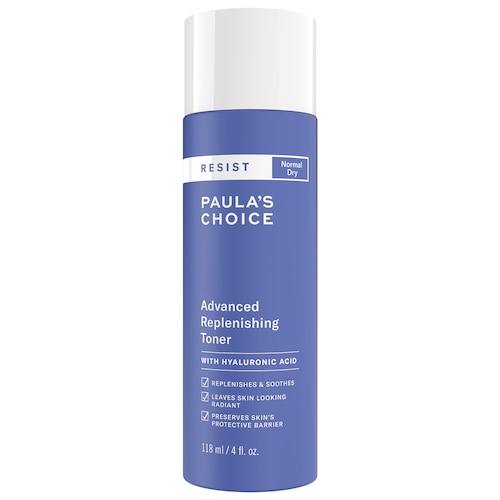 RESIST
Normal
Dry
PAULA'S
CHOICE
Advanced
Replenishing
Toner
WITH HYALURONIC ACID
REPLENISHES & SOOTHES
LEAVES SKIN LOOKING
RADIANT
PRESERVES SKIN'S
PROTECTIVE BARRIER
118 ml / 4 fl. oz.